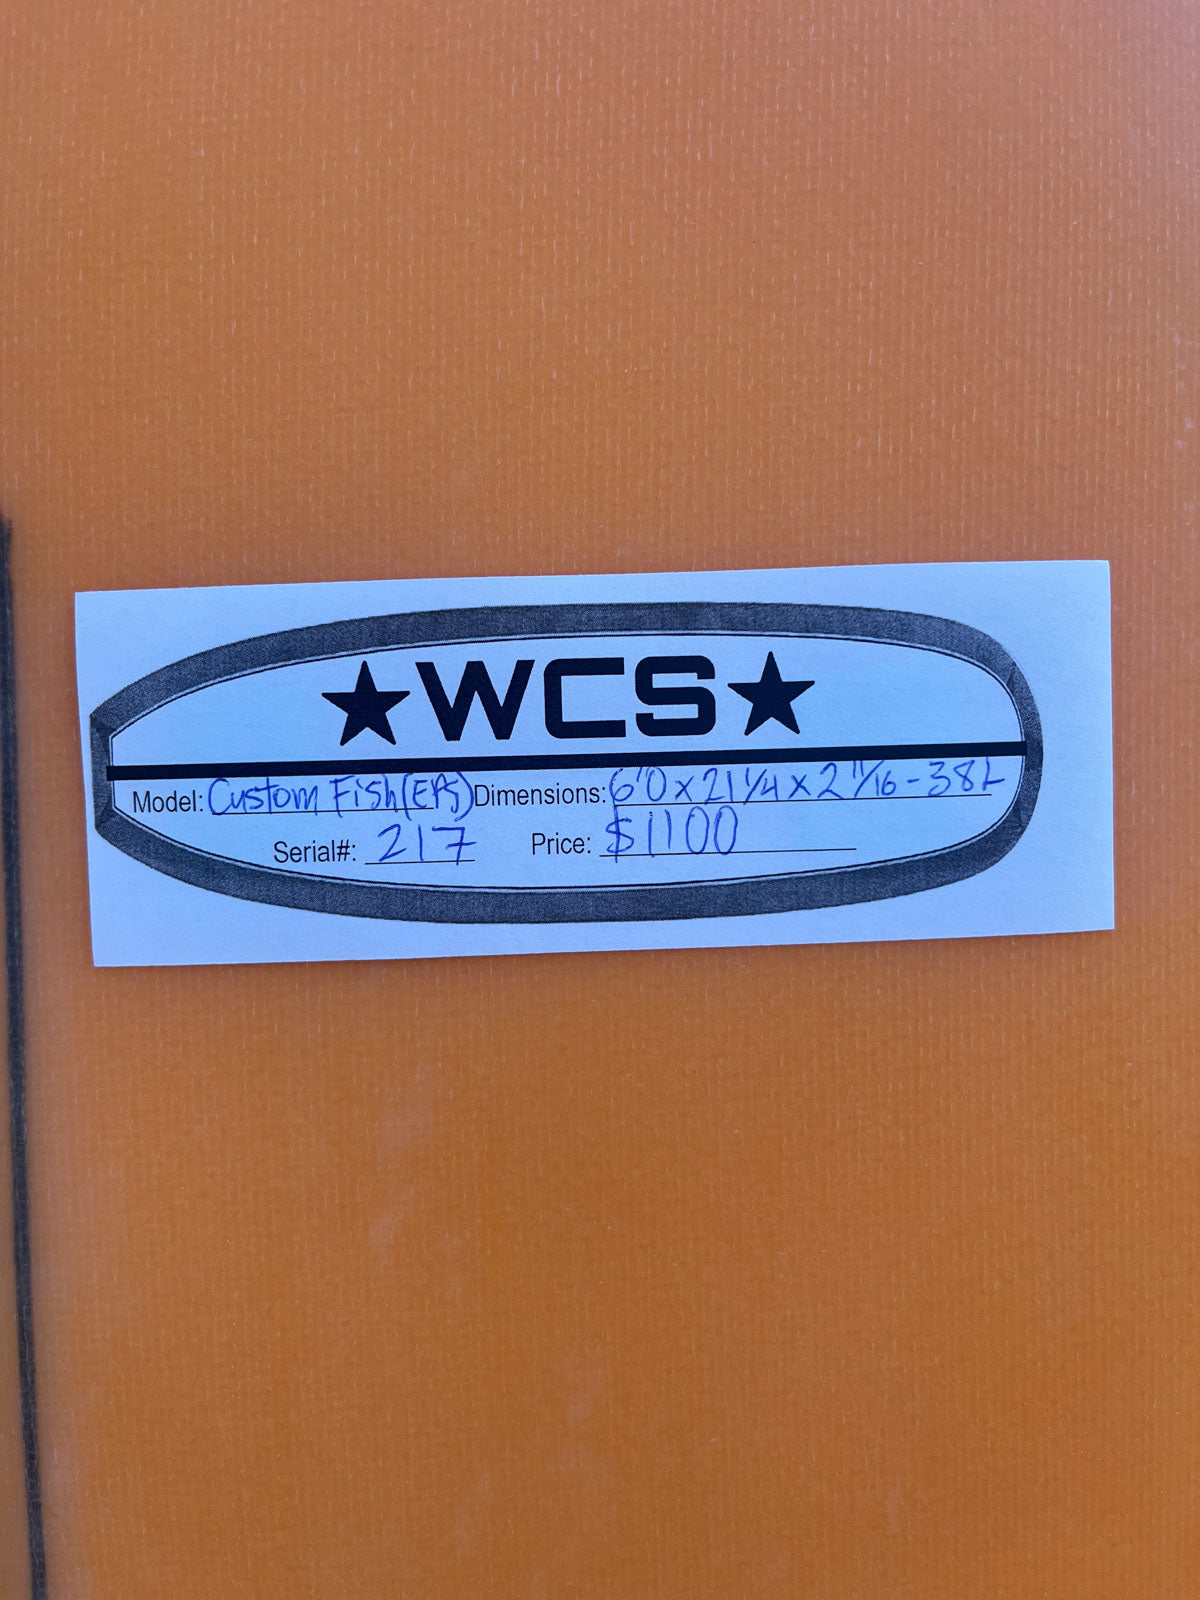 ★WCS★
Model: Custom Fish (EPS) Dimensions: 6'0 x 21 1/4 x 2 11/16 - 38L
Serial#: 217 Price: $1100